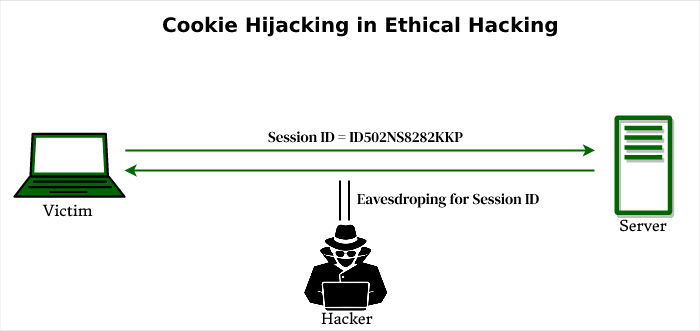 Cookie Hijacking in Ethical Hacking
Session ID = ID502NS8282KKP
Eavesdroping for Session ID
Victim
Server
Hacker